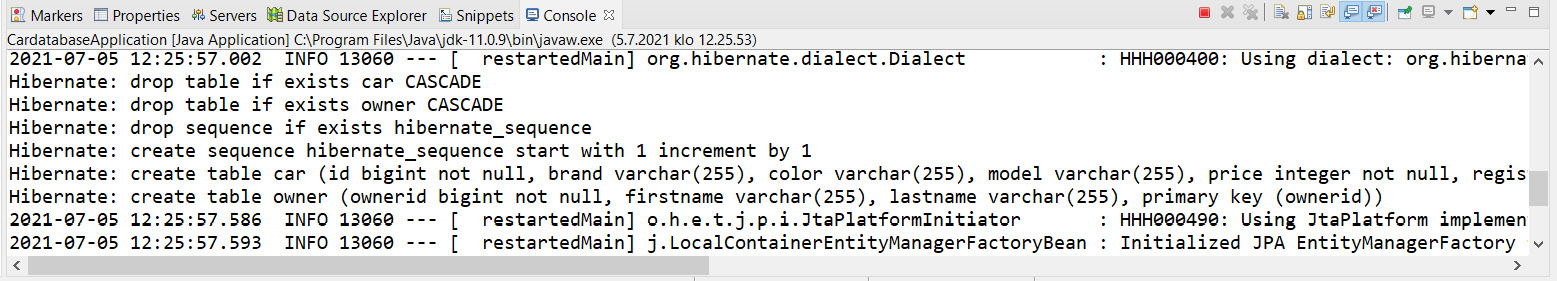 Markers Properties Servers Data Source Explorer Snippets Console
CardatabaseApplication [Java Application] C:\Program Files\Java\jdk-11.0.9\bin\javaw.exe (5.7.2021 klo 12.25.53)
2021-07-05 12:25:57.002  INFO 13060 --- [  restartedMain] org.hibernate.dialect.Dialect            : HHH000400: Using dialect: org.hiberna
Hibernate: drop table if exists car CASCADE
Hibernate: drop table if exists owner CASCADE
Hibernate: drop sequence if exists hibernate_sequence
Hibernate: create sequence hibernate_sequence start with 1 increment by 1
Hibernate: create table car (id bigint not null, brand varchar(255), color varchar(255), model varchar(255), price integer not null, regis
Hibernate: create table owner (ownerid bigint not null, firstname varchar(255), lastname varchar(255), primary key (ownerid))
2021-07-05 12:25:57.586  INFO 13060 --- [  restartedMain] o.h.e.t.j.p.i.JtaPlatformInitiator       : HHH000490: Using JtaPlatform implemen
2021-07-05 12:25:57.593  INFO 13060 --- [  restartedMain] j.LocalContainerEntityManagerFactoryBean : Initialized JPA EntityManagerFactory